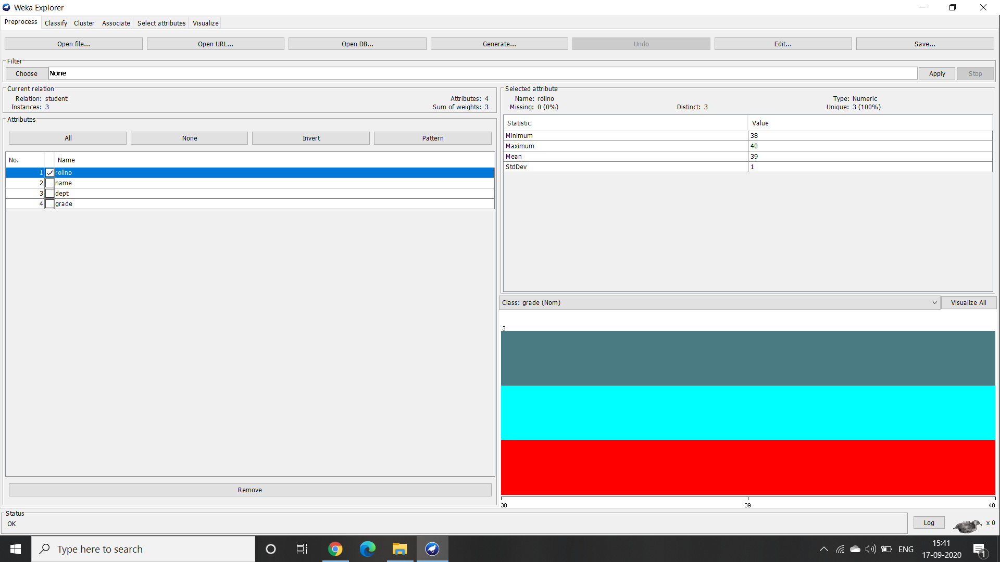 Weka Explorer
Preprocess Classify Cluster Associate Select attributes Visualize
Open file... Open URL... Open DB... Generate... Undo Edit... Save...
Filter
Choose None Apply Stop
Current relation
Relation: student Attributes: 4
Instances: 3 Sum of weights: 3
Attributes
All None Invert Pattern
No. Name
1 rollno
2 name
3 dept
4 grade
Remove
Selected attribute
Name: rollno Type: Numeric
Missing: 0 (0%) Distinct: 3 Unique: 3 (100%)
Statistic Value
Minimum 38
Maximum 40
Mean 39
StdDev 1
Class: grade (Nom) Visualize All
3
38 39 40
Status
OK Log x 0
Type here to search
ENG
15:41
17-09-2020
1